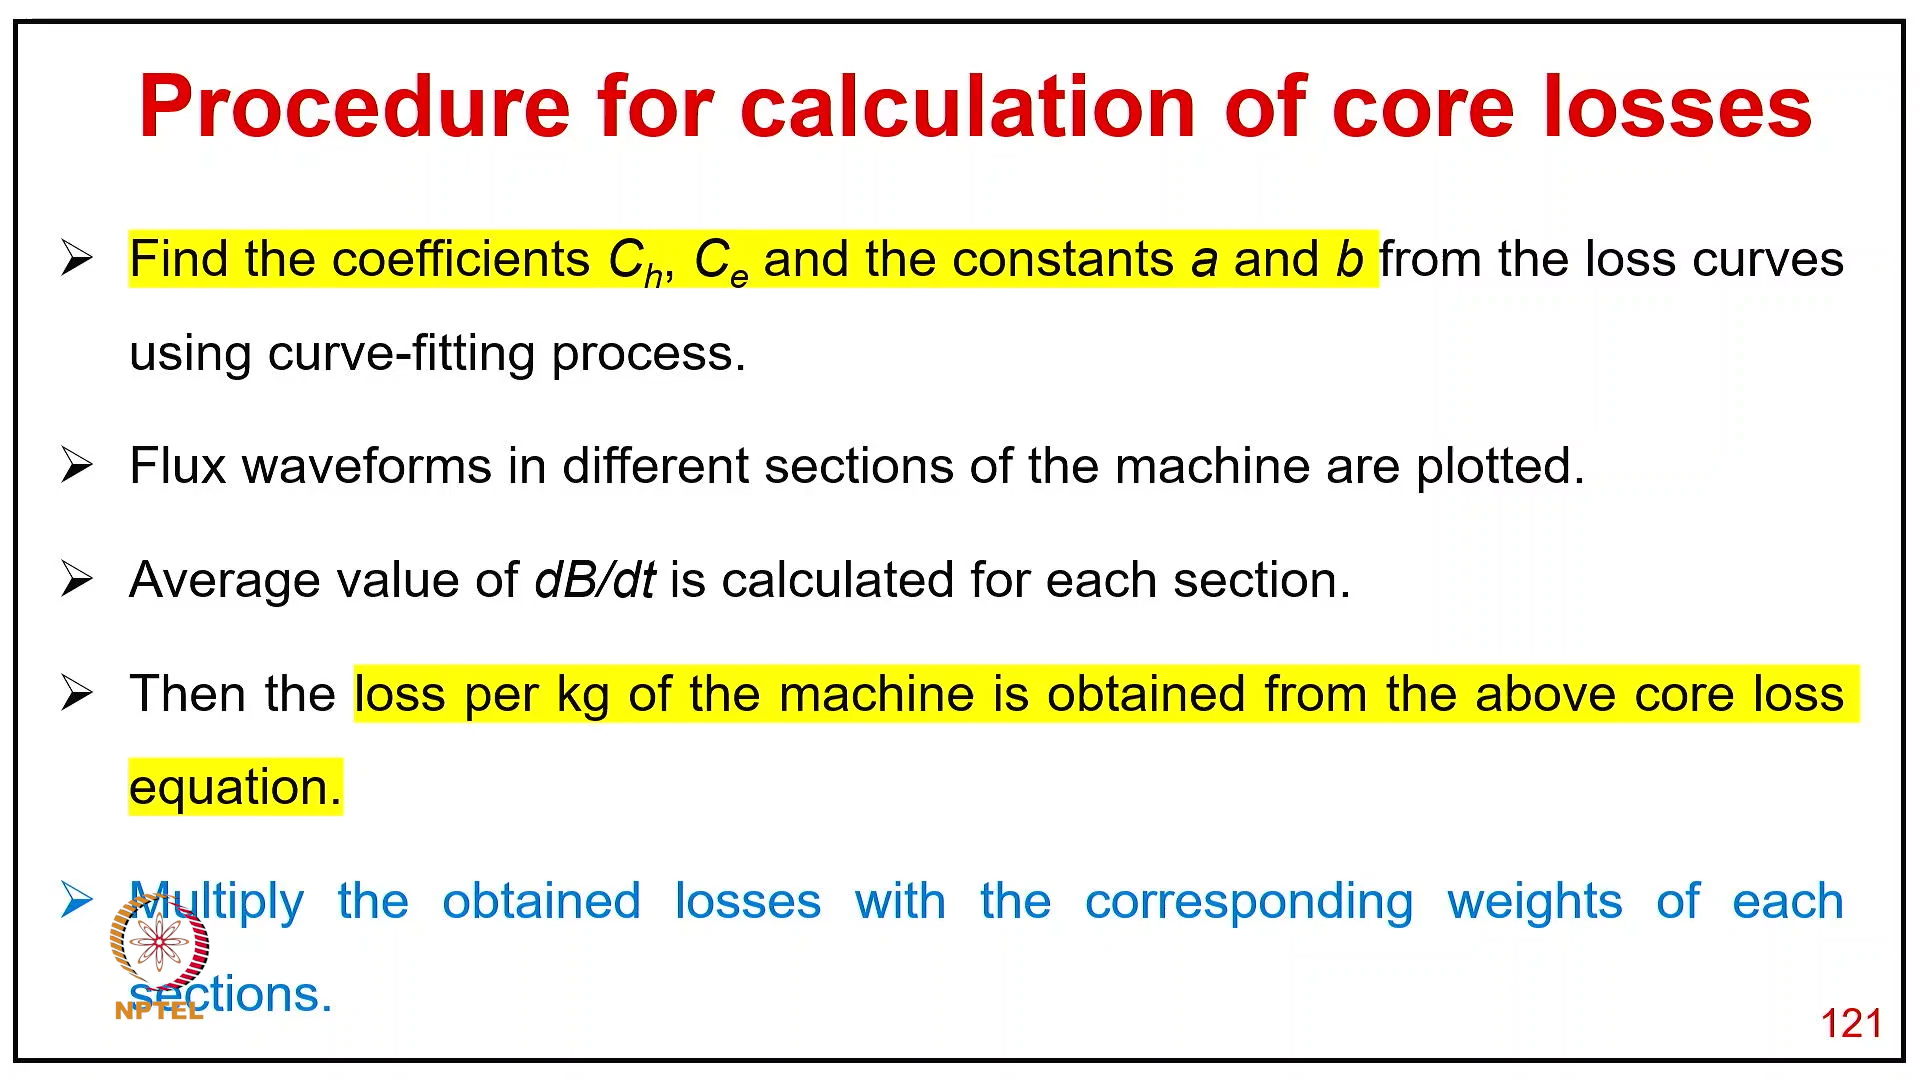 Procedure for calculation of core losses
➢ Find the coefficients Cₕ, Cₑ and the constants a and b from the loss curves
using curve-fitting process.
➢ Flux waveforms in different sections of the machine are plotted.
➢ Average value of dB/dt is calculated for each section.
➢ Then the loss per kg of the machine is obtained from the above core loss
equation.
➢ Multiply the obtained losses with the corresponding weights of each
sections.
NPTEL
121